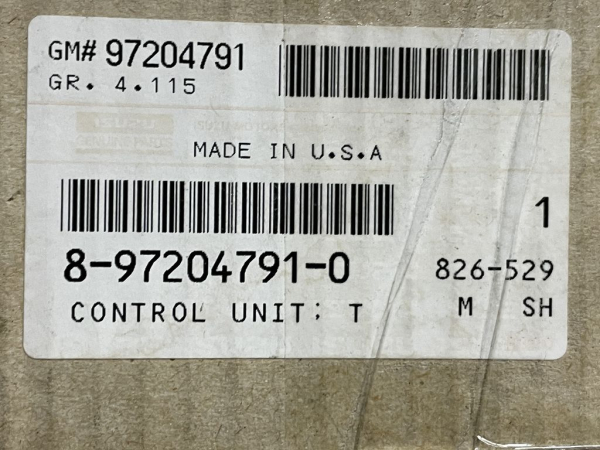 GM# 97204791
GR. 4.115
MADE IN U.S.A
1
8-97204791-0
826-529
CONTROL UNIT; T
M SH